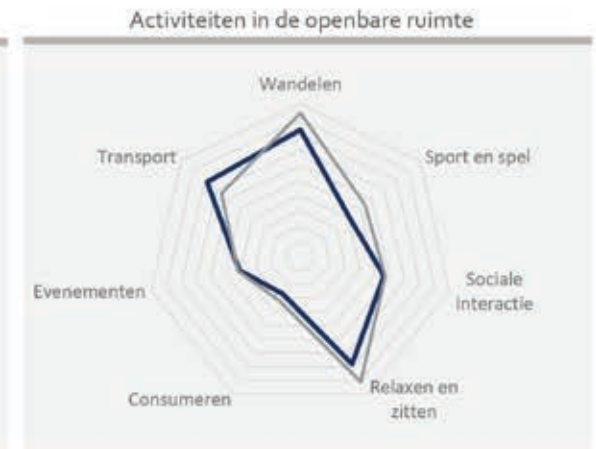 Activiteiten in de openbare ruimte
Wandelen
Transport
Sport en spel
Evenementen
Sociale
interactie
Consumeren
Relaxen en
zitten